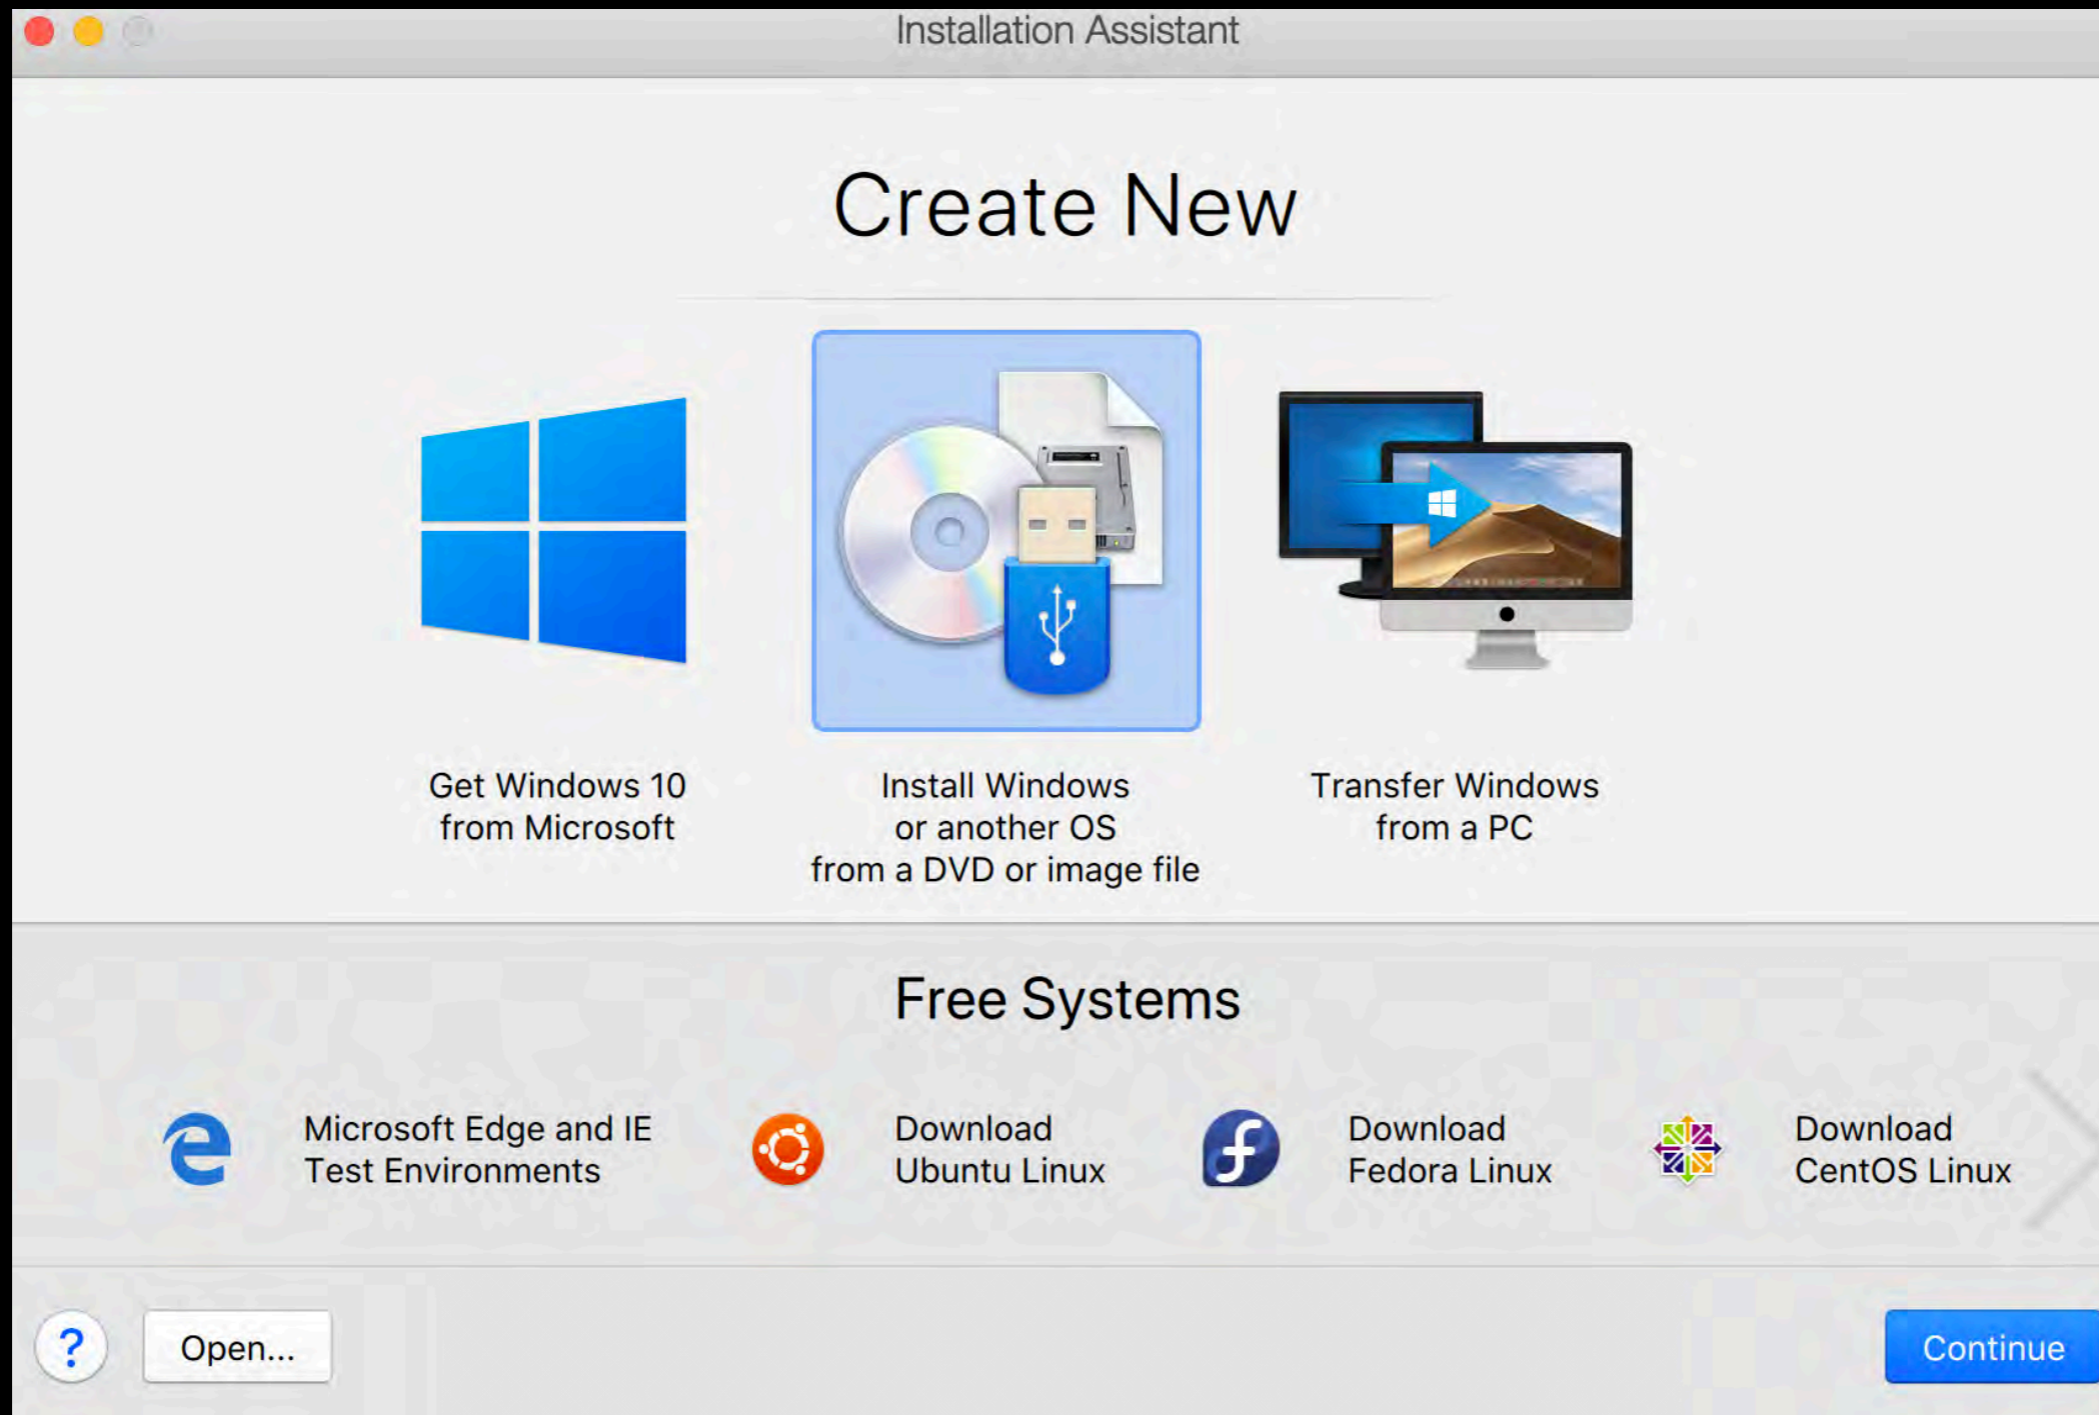 Installation Assistant
Create New
Get Windows 10
from Microsoft
Install Windows
or another OS
from a DVD or image file
Transfer Windows
from a PC
Free Systems
Microsoft Edge and IE
Test Environments
Download
Ubuntu Linux
Download
Fedora Linux
Download
CentOS Linux
?
Open...
Continue